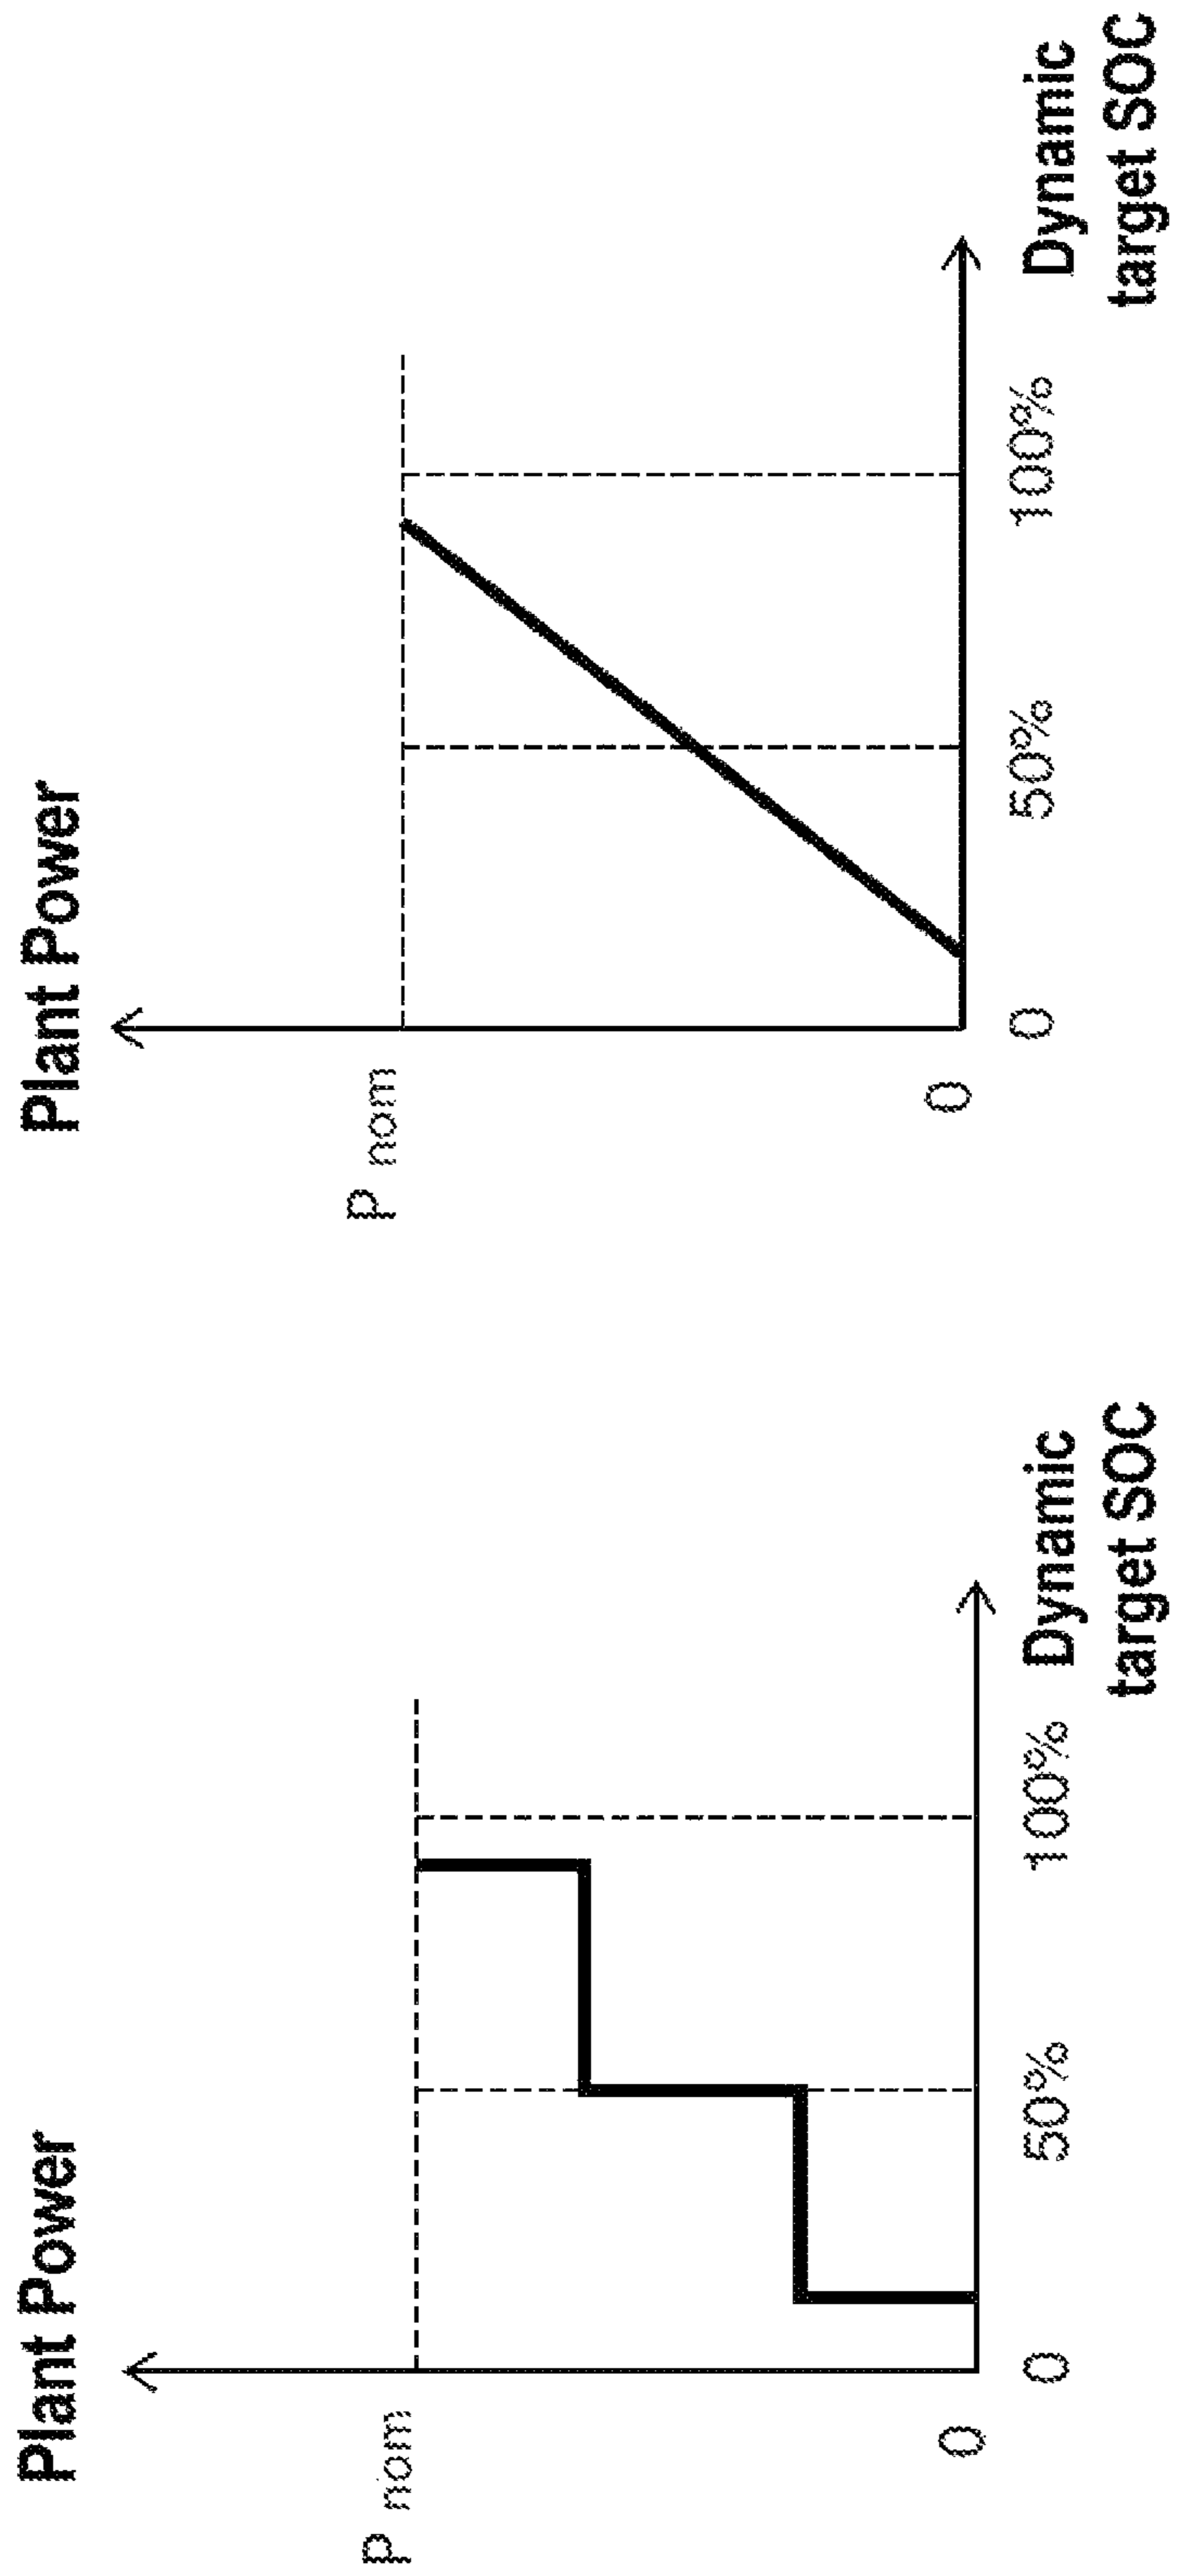 Plant Power
P nom
0
0
50%
100%
Dynamic
target SOC
Plant Power
P nom
0
0
50%
100%
Dynamic
target SOC